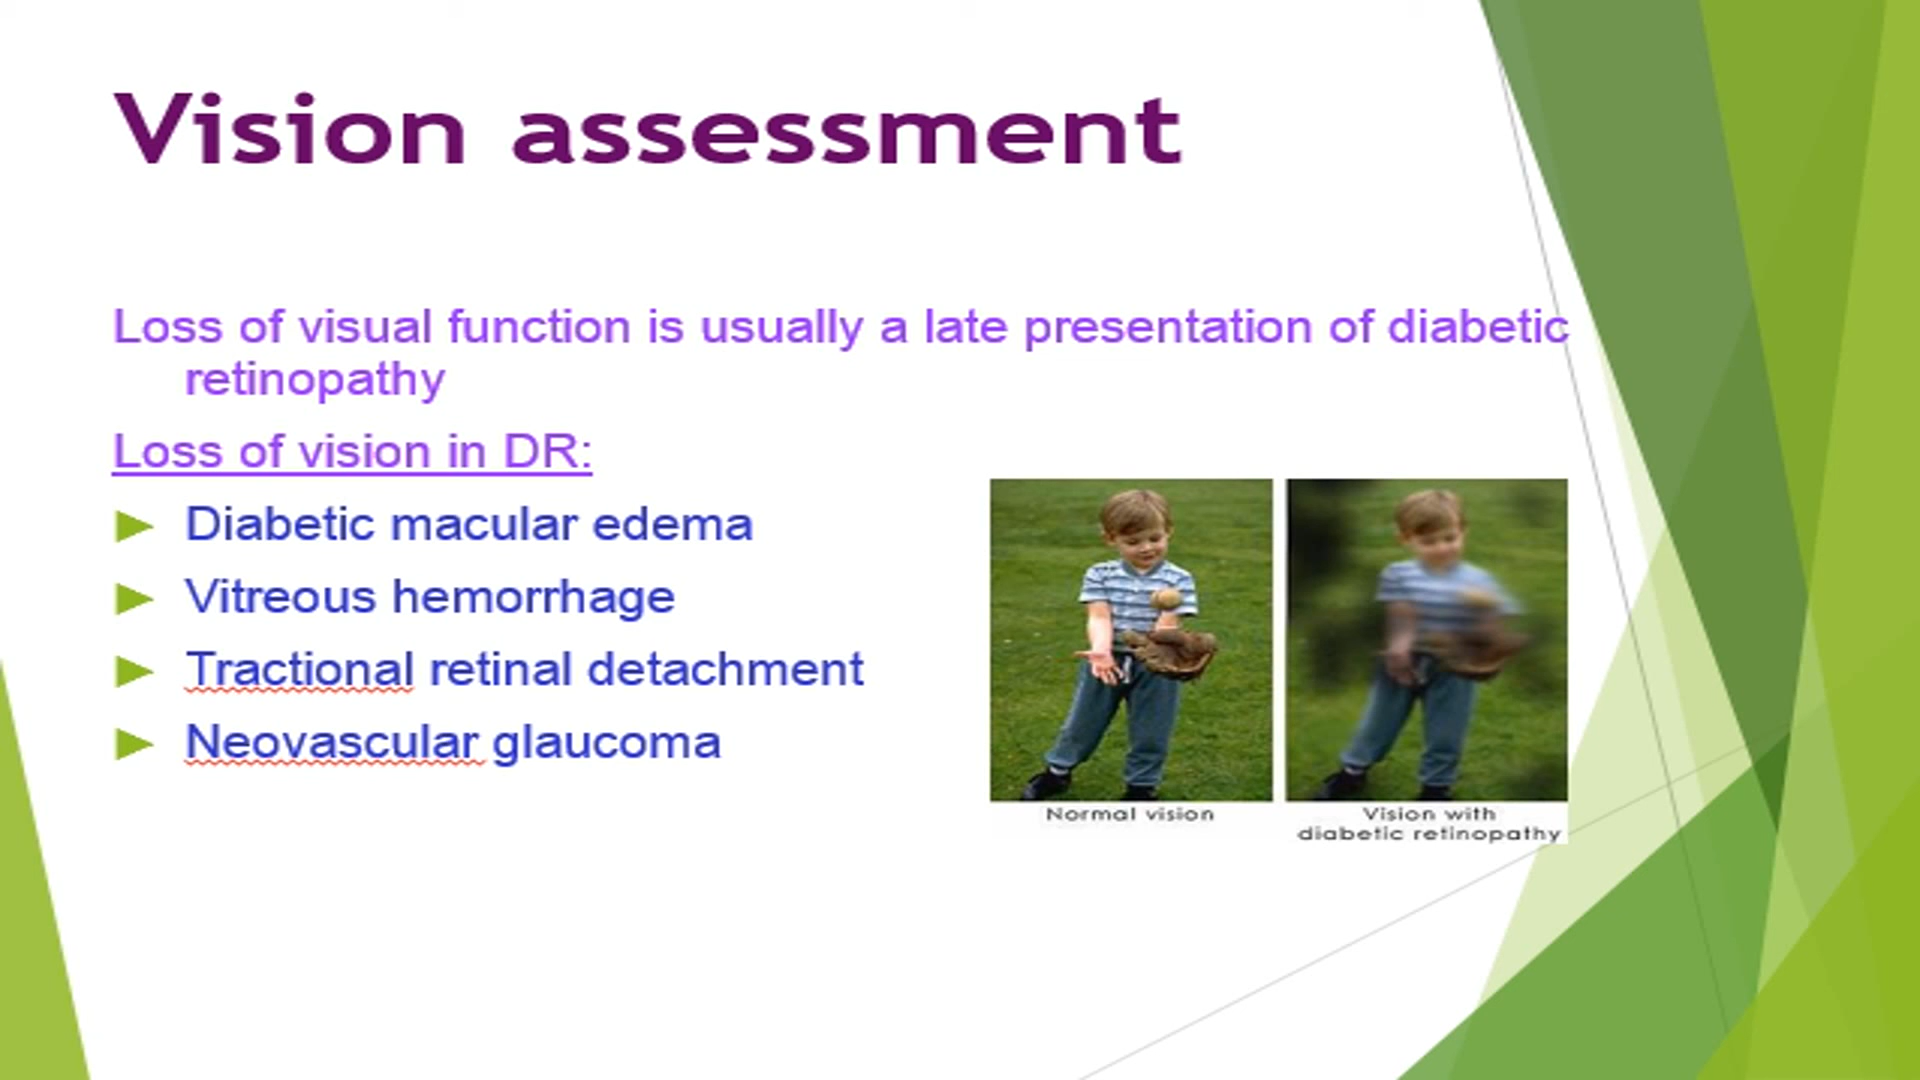 Vision assessment
Loss of visual function is usually a late presentation of diabetic
retinopathy
Loss of vision in DR:
Diabetic macular edema
Vitreous hemorrhage
Tractional retinal detachment
Neovascular glaucoma
Normal vision
Vision with
diabetic retinopathy